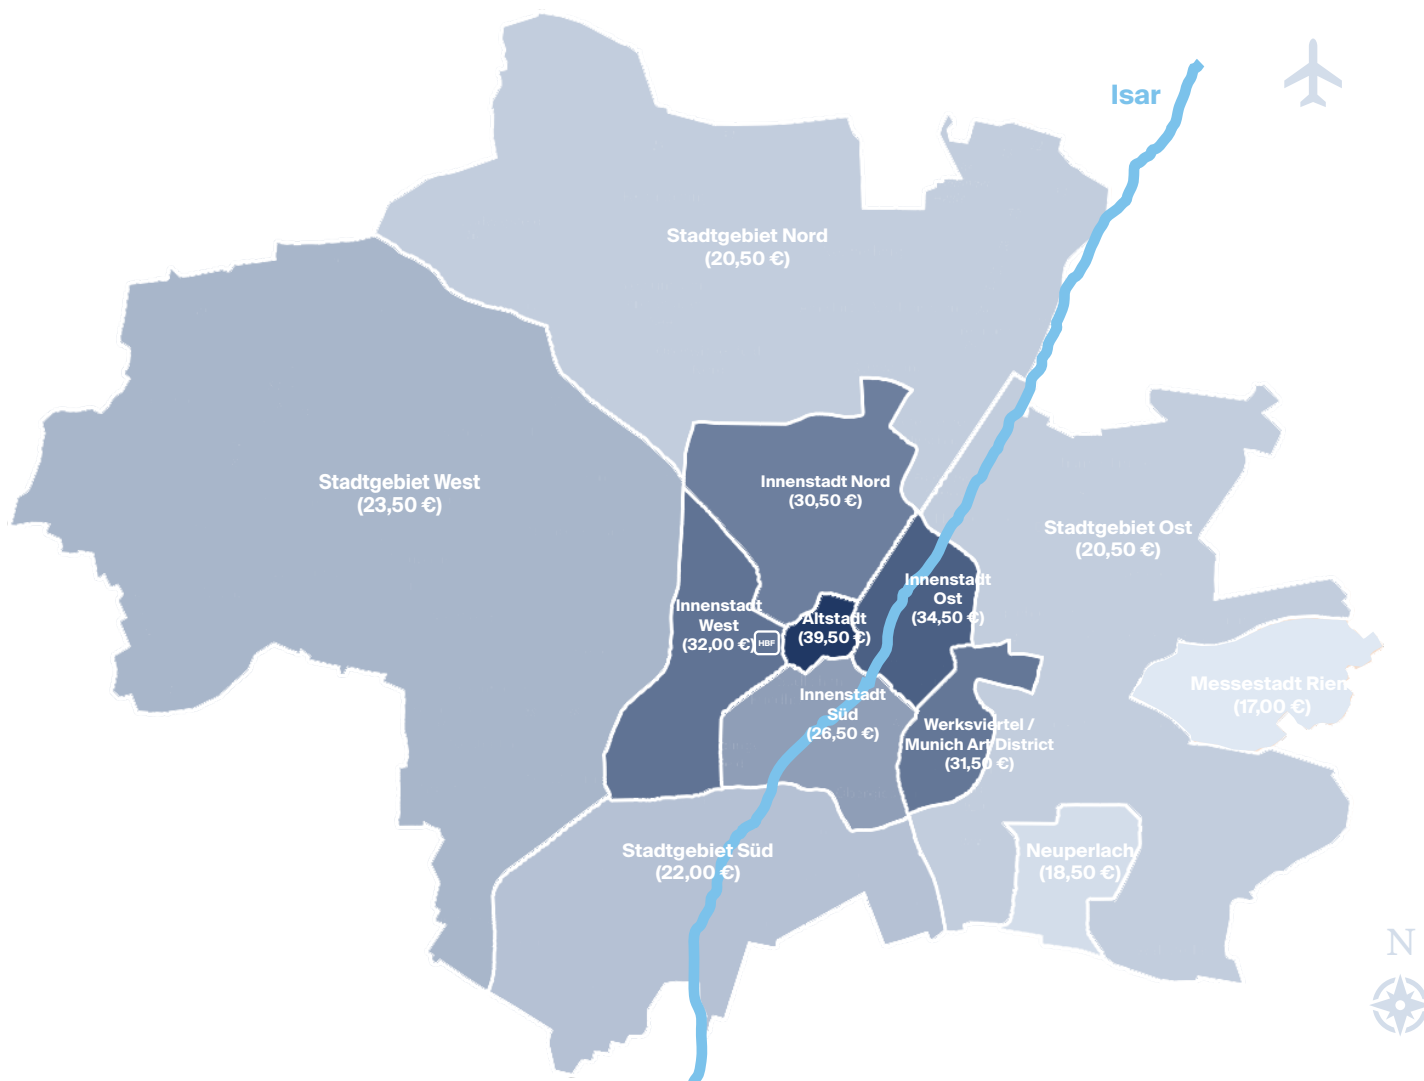 Isar
Stadtgebiet Nord
(20,50 €)
Stadtgebiet West
(23,50 €)
Innenstadt Nord
(30,50 €)
Stadtgebiet Ost
(20,50 €)
Innenstadt
Ost
(34,50 €)
Innenstadt
West
(32,00 €)
HBF
Altstadt
(39,50 €)
Messestadt Riem
(17,00 €)
Innenstadt
Süd
(26,50 €)
Werksviertel /
Munich Art District
(31,50 €)
Stadtgebiet Süd
(22,00 €)
Neuperlach
(18,50 €)
N